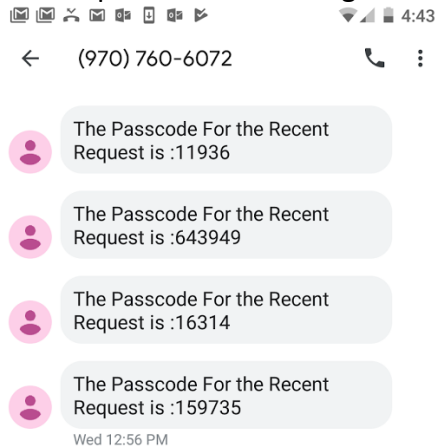 4:43
(970) 760-6072
The Passcode For the Recent
Request is :11936
The Passcode For the Recent
Request is :643949
The Passcode For the Recent
Request is :16314
The Passcode For the Recent
Request is :159735
Wed 12:56 PM